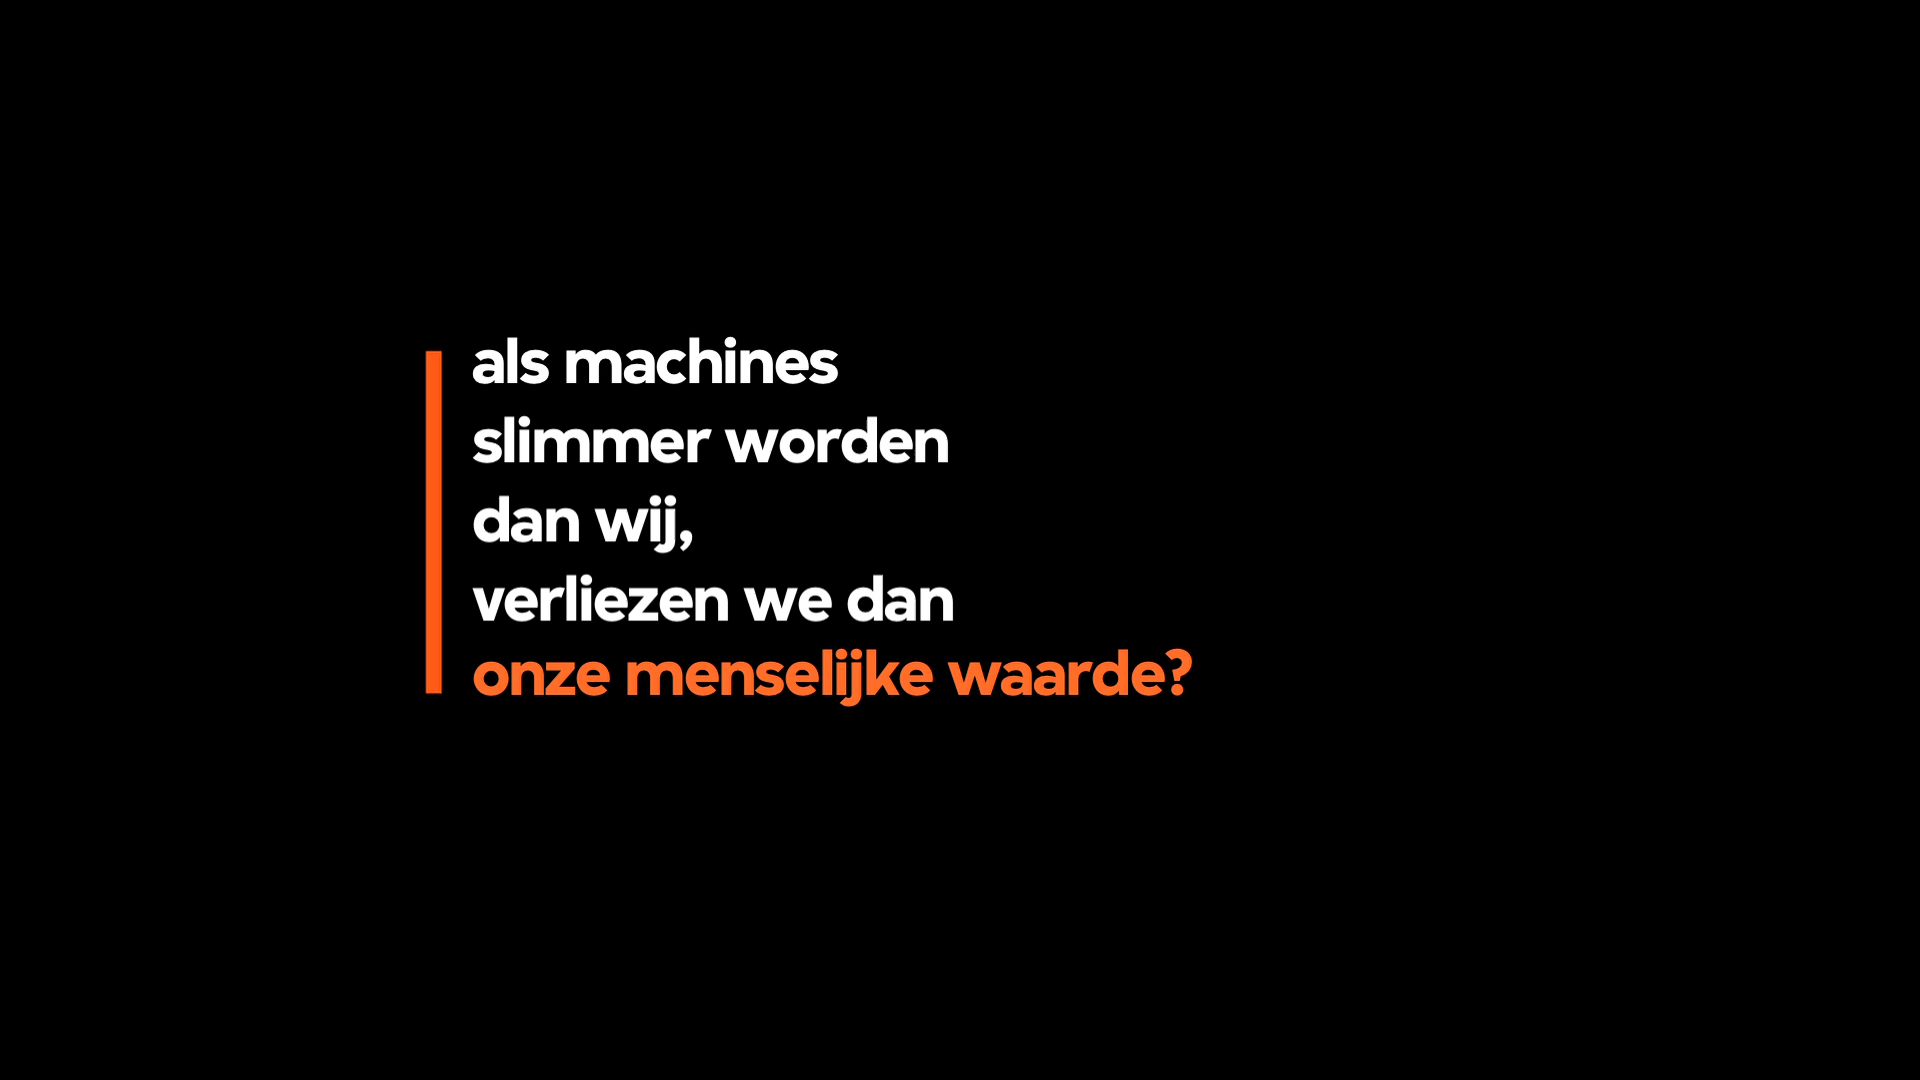 als machines
slimmer worden
dan wij,
verliezen we dan
onze menselijke waarde?